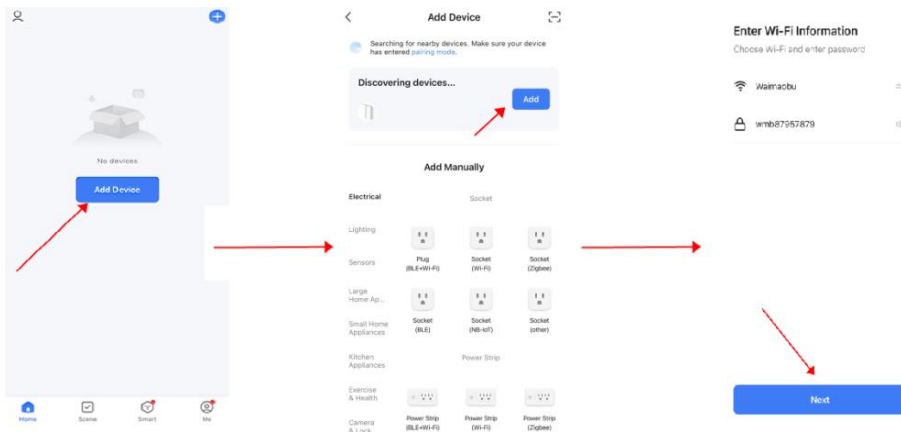 No devices
Add Device
Home
Scene
Smart
Me
Add Device
Searching for nearby devices. Make sure your device
has entered pairing mode.
Discovering devices...
Add
Add Manually
Electrical
Socket
Lighting
Sensors
Plug
(BLE+Wi-Fi)
Socket
(Wi-Fi)
Socket
(Zigbee)
Large
Home Ap...
Small Home
Appliances
Socket
(BLE)
Socket
(NB-IoT)
Socket
(other)
Kitchen
Appliances
Power Strip
Exercise
& Health
Camera
& Lock
Power Strip
(BLE+Wi-Fi)
Power Strip
(Wi-Fi)
Power Strip
(Zigbee)
Enter Wi-Fi Information
Choose Wi-Fi and enter password
Waimaobu
wmb87957879
Next